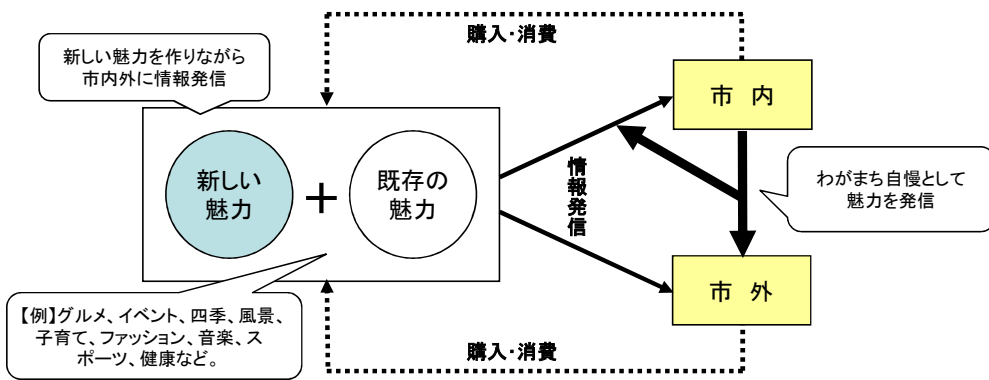 購入・消費
新しい魅力を作りながら
市内外に情報発信
市　内
新しい
魅力
＋
既存の
魅力
情報発信
わがまち自慢として
魅力を発信
市　外
【例】グルメ、イベント、四季、風景、
子育て、ファッション、音楽、ス
ポーツ、健康など。
購入・消費